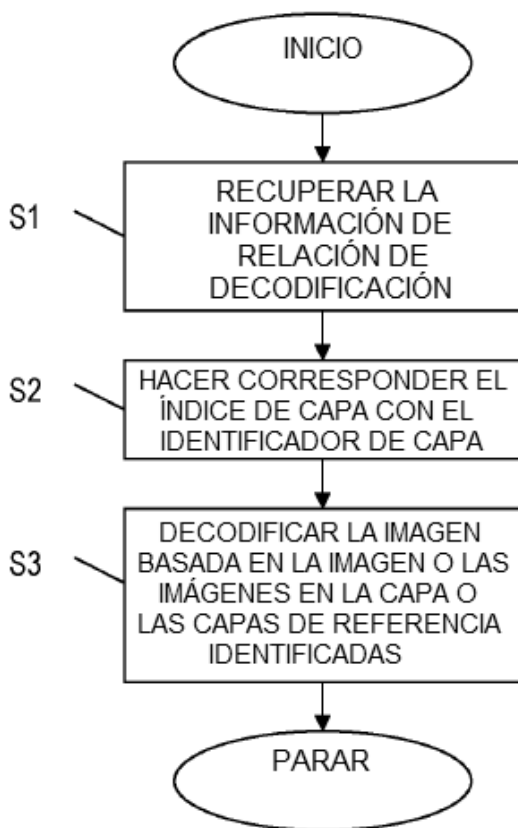 INICIO
S1
RECUPERAR LA
INFORMACIÓN DE
RELACIÓN DE
DECODIFICACIÓN
S2
HACER CORRESPONDER EL
ÍNDICE DE CAPA CON EL
IDENTIFICADOR DE CAPA
S3
DECODIFICAR LA IMAGEN
BASADA EN LA IMAGEN O LAS
IMÁGENES EN LA CAPA O
LAS CAPAS DE REFERENCIA
IDENTIFICADAS
PARAR